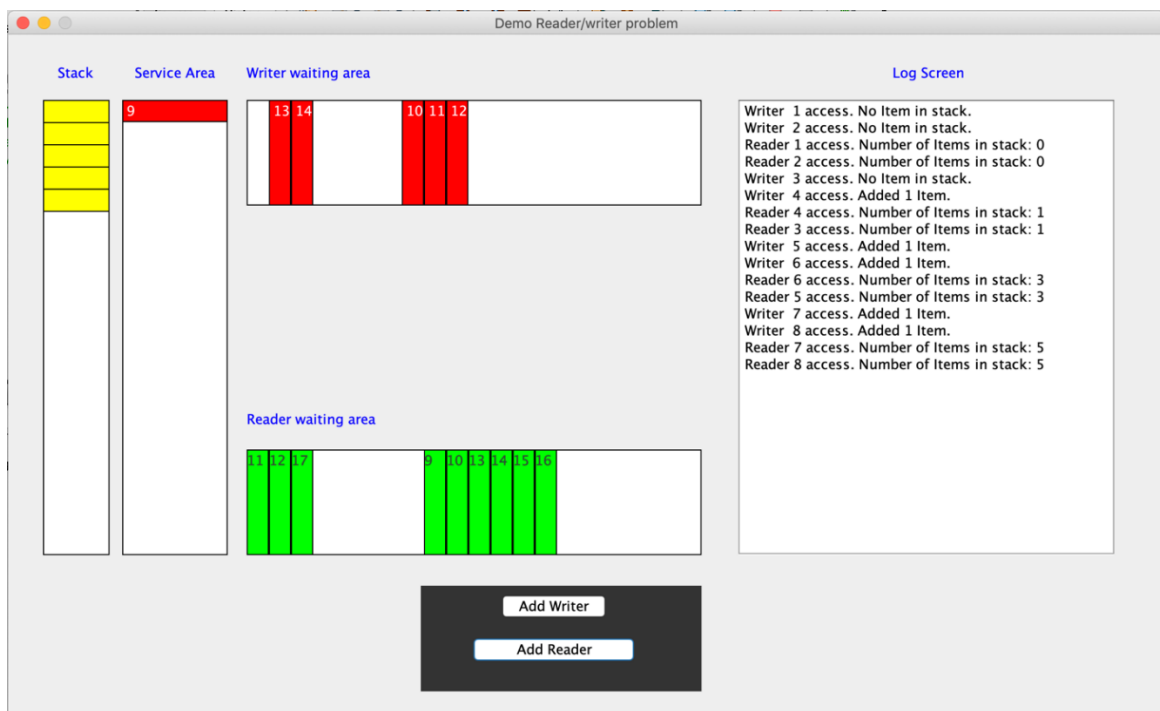 Demo Reader/writer problem
Stack Service Area Writer waiting area Log Screen
9
13 14 10 11 12
Writer 1 access. No Item in stack.
Writer 2 access. No Item in stack.
Reader 1 access. Number of Items in stack: 0
Reader 2 access. Number of Items in stack: 0
Writer 3 access. No Item in stack.
Writer 4 access. Added 1 Item.
Reader 4 access. Number of Items in stack: 1
Reader 3 access. Number of Items in stack: 1
Writer 5 access. Added 1 Item.
Writer 6 access. Added 1 Item.
Reader 6 access. Number of Items in stack: 3
Reader 5 access. Number of Items in stack: 3
Writer 7 access. Added 1 Item.
Writer 8 access. Added 1 Item.
Reader 7 access. Number of Items in stack: 5
Reader 8 access. Number of Items in stack: 5
Reader waiting area
11 12 17 9 10 13 14 15 16
Add Writer
Add Reader